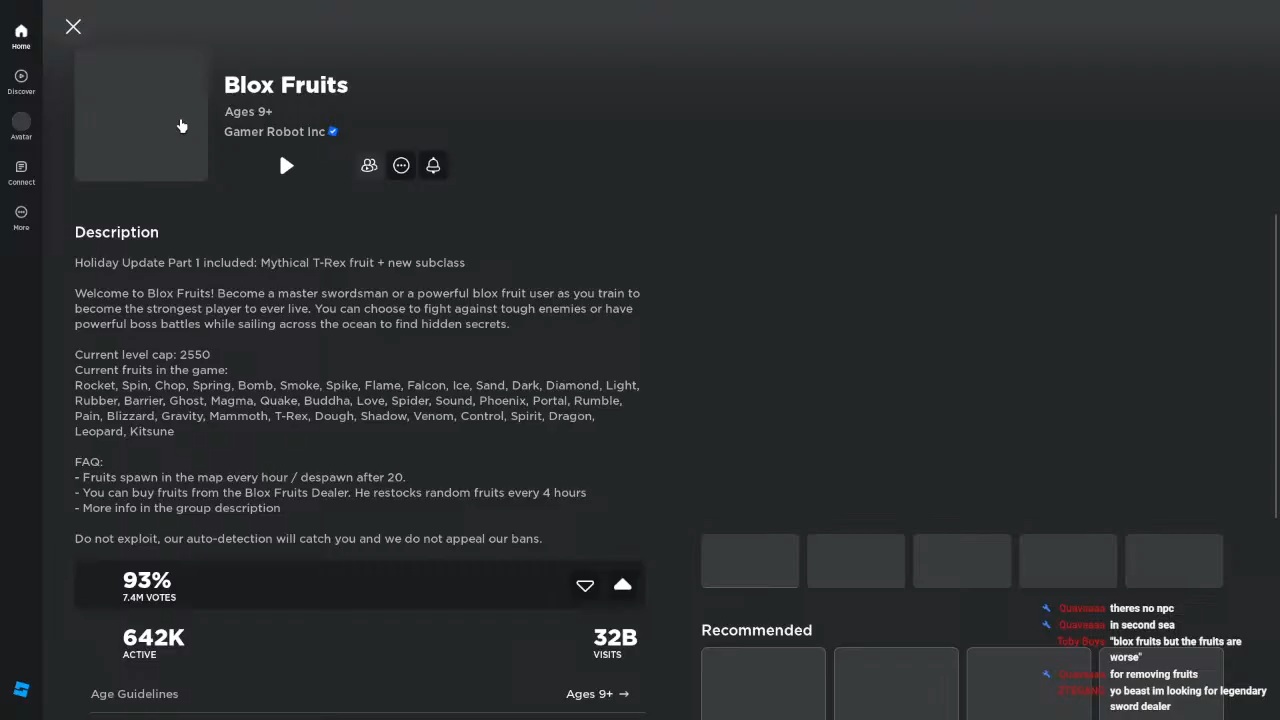 Home
Discover
Avatar
Connect
More
Blox Fruits
Ages 9+
Gamer Robot Inc
Description
Holiday Update Part 1 included: Mythical T-Rex fruit + new subclass
Welcome to Blox Fruits! Become a master swordsman or a powerful blox fruit user as you train to
become the strongest player to ever live. You can choose to fight against tough enemies or have
powerful boss battles while sailing across the ocean to find hidden secrets.
Current level cap: 2550
Current fruits in the game:
Rocket, Spin, Chop, Spring, Bomb, Smoke, Spike, Flame, Falcon, Ice, Sand, Dark, Diamond, Light,
Rubber, Barrier, Ghost, Magma, Quake, Buddha, Love, Spider, Sound, Phoenix, Portal, Rumble,
Pain, Blizzard, Gravity, Mammoth, T-Rex, Dough, Shadow, Venom, Control, Spirit, Dragon,
Leopard, Kitsune
FAQ:
- Fruits spawn in the map every hour / despawn after 20.
- You can buy fruits from the Blox Fruits Dealer. He restocks random fruits every 4 hours
- More info in the group description
Do not exploit, our auto-detection will catch you and we do not appeal our bans.
93%
7.4M VOTES
642K
ACTIVE
32B
VISITS
Age Guidelines
Ages 9+ →
Recommended
theres no npc
in second sea
Toby Boys "blox fruits but the fruits are
worse"
for removing fruits
yo beast im looking for legendary
sword dealer